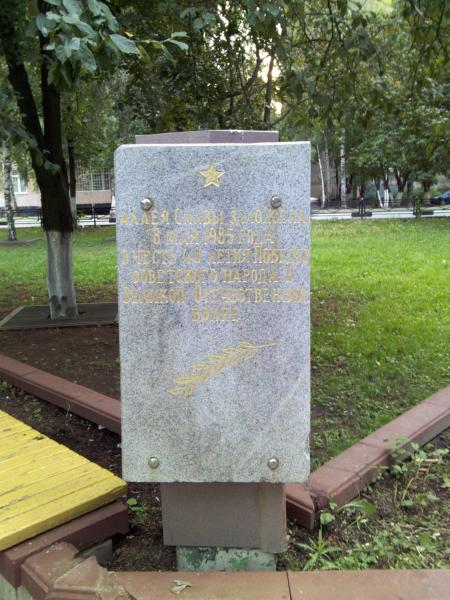 Аллея Славы заложена
8 мая 1985 года
в честь 40 летия Победы
советского народа в
Великой Отечественной
войне